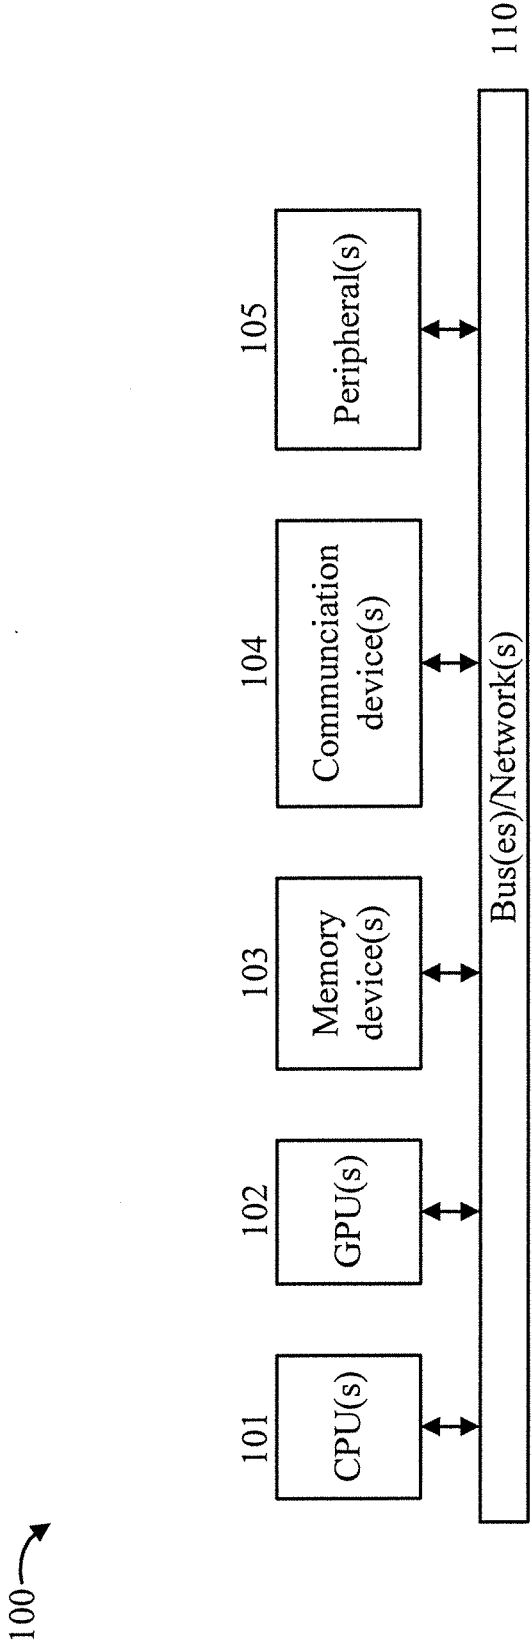 100
101
102
103
104
105
CPU(s)
GPU(s)
Memory
device(s)
Communciation
device(s)
Peripheral(s)
Bus(es)/Network(s)
110